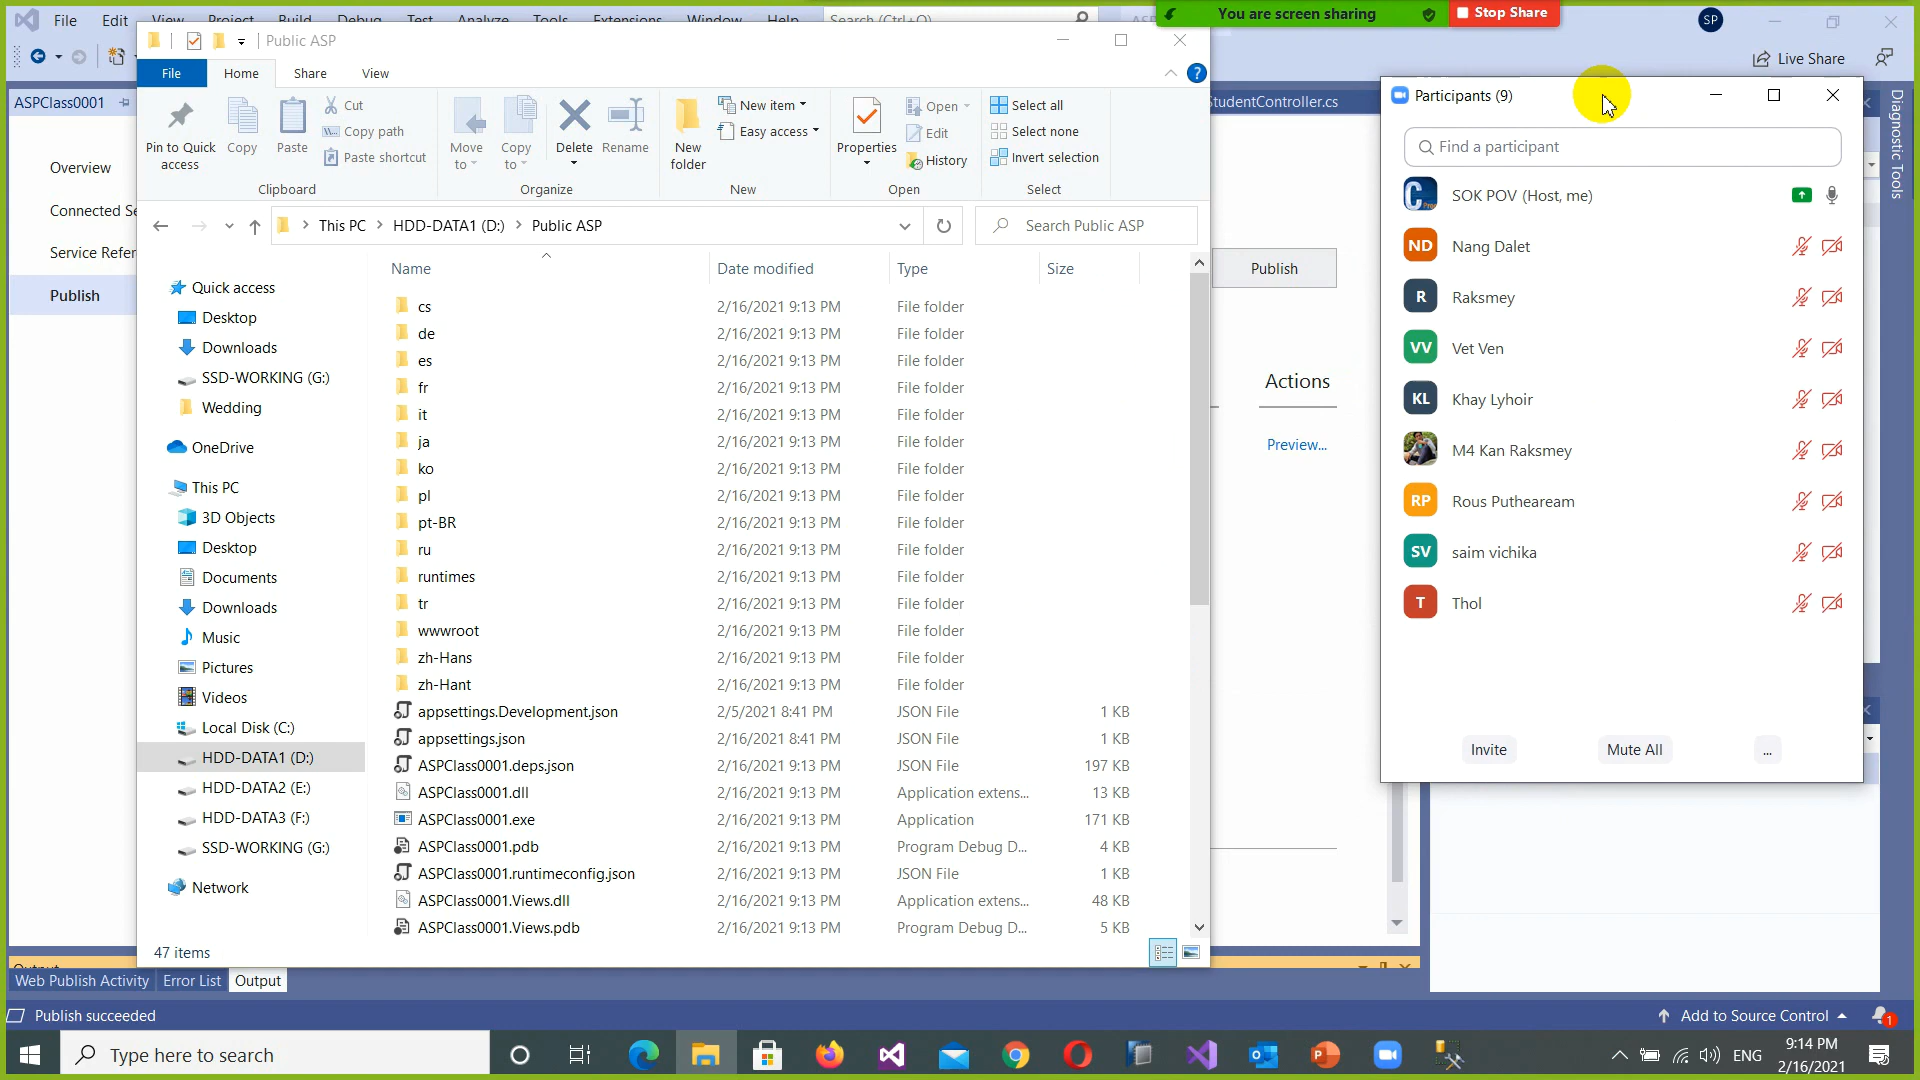 File Edit View Project Build Debug Test Analyze Tools Extensions Window Help Search (Ctrl+Q)
You are screen sharing Stop Share
SP
Live Share
Public ASP
File Home Share View
Pin to Quick access Copy Paste Cut Copy path Paste shortcut
Clipboard
Move to Copy to Delete Rename
Organize
New folder New item Easy access
New
Properties Open Edit History
Open
Select all Select none Invert selection
Select
This PC > HDD-DATA1 (D:) > Public ASP
Search Public ASP
ASPClass0001
Overview
Connected Se
Service Refer
Publish
StudentController.cs
Diagnostic Tools
Quick access
Desktop
Downloads
SSD-WORKING (G:)
Wedding
OneDrive
This PC
3D Objects
Desktop
Documents
Downloads
Music
Pictures
Videos
Local Disk (C:)
HDD-DATA1 (D:)
HDD-DATA2 (E:)
HDD-DATA3 (F:)
SSD-WORKING (G:)
Network
Name Date modified Type Size
cs 2/16/2021 9:13 PM File folder
de 2/16/2021 9:13 PM File folder
es 2/16/2021 9:13 PM File folder
fr 2/16/2021 9:13 PM File folder
it 2/16/2021 9:13 PM File folder
ja 2/16/2021 9:13 PM File folder
ko 2/16/2021 9:13 PM File folder
pl 2/16/2021 9:13 PM File folder
pt-BR 2/16/2021 9:13 PM File folder
ru 2/16/2021 9:13 PM File folder
runtimes 2/16/2021 9:13 PM File folder
tr 2/16/2021 9:13 PM File folder
wwwroot 2/16/2021 9:13 PM File folder
zh-Hans 2/16/2021 9:13 PM File folder
zh-Hant 2/16/2021 9:13 PM File folder
appsettings.Development.json 2/5/2021 8:41 PM JSON File 1 KB
appsettings.json 2/16/2021 8:41 PM JSON File 1 KB
ASPClass0001.deps.json 2/16/2021 9:13 PM JSON File 197 KB
ASPClass0001.dll 2/16/2021 9:13 PM Application extens... 13 KB
ASPClass0001.exe 2/16/2021 9:13 PM Application 171 KB
ASPClass0001.pdb 2/16/2021 9:13 PM Program Debug D... 4 KB
ASPClass0001.runtimeconfig.json 2/16/2021 9:13 PM JSON File 1 KB
ASPClass0001.Views.dll 2/16/2021 9:13 PM Application extens... 48 KB
ASPClass0001.Views.pdb 2/16/2021 9:13 PM Program Debug D... 5 KB
47 items
Publish
Actions
Preview...
Participants (9)
Find a participant
SOK POV (Host, me)
ND Nang Dalet
R Raksmey
VV Vet Ven
KL Khay Lyhoir
M4 Kan Raksmey
RP Rous Putheaream
SV saim vichika
T Thol
Invite Mute All ...
Web Publish Activity Error List Output
Publish succeeded
Add to Source Control
1
Type here to search
ENG
9:14 PM
2/16/2021